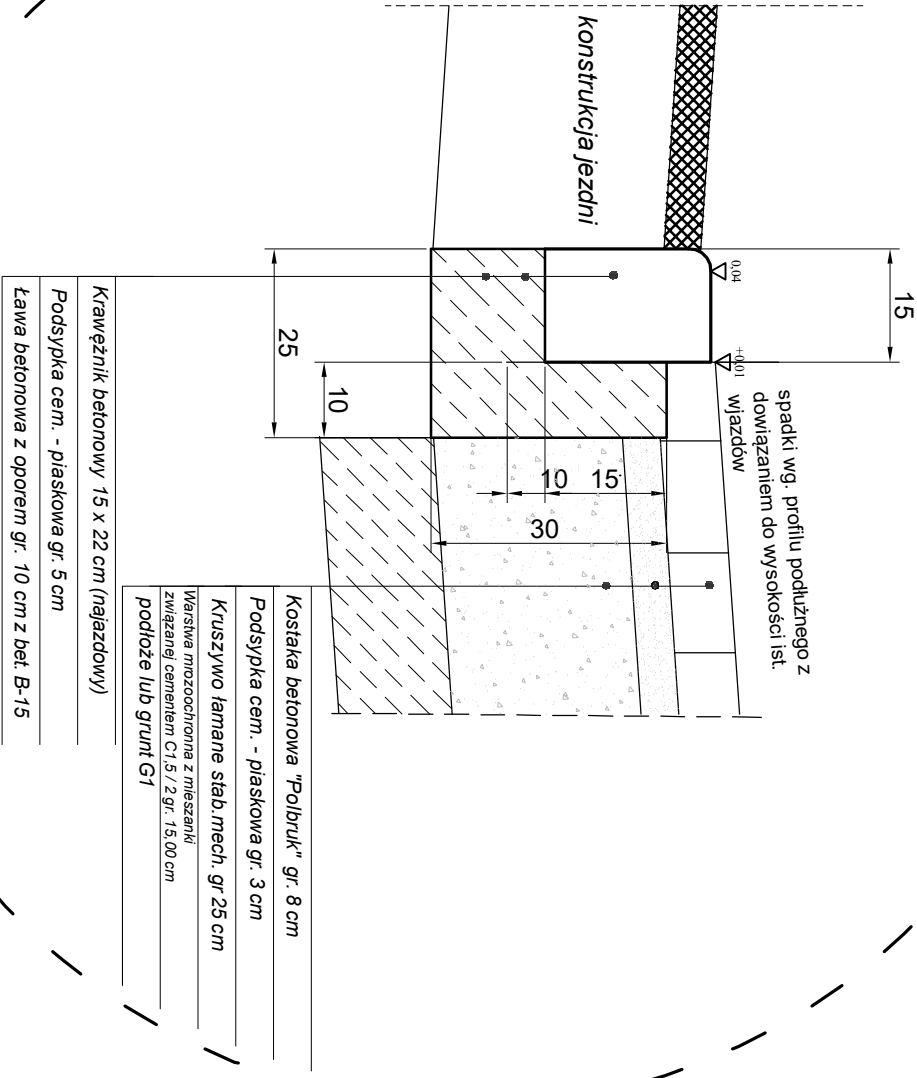 konstrukcja jezdni
15
0,04
+0,01
spadki wg. profilu podłużnego z
dowiązaniem do wysokości ist.
wjazdów
25
10
10
15
30
Krawężnik betonowy 15 x 22 cm (najazdowy)
Podsypka cem. - piaskowa gr. 5 cm
Ława betonowa z oporem gr. 10 cm z bet. B-15
Kostaka betonowa "Polbruk" gr. 8 cm
Podsypka cem. - piaskowa gr. 3 cm
Kruszywo łamane stab.mech. gr 25 cm
Warstwa mrozoochronna z mieszanki
związanej cementem C1,5 / 2 gr. 15,00 cm
podłoże lub grunt G1